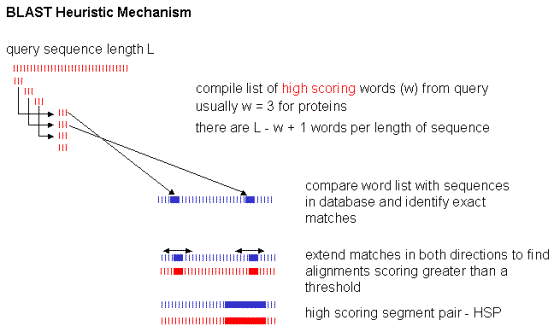 BLAST Heuristic Mechanism
query sequence length L
compile list of high scoring words (w) from query
usually w = 3 for proteins
there are L - w + 1 words per length of sequence
compare word list with sequences
in database and identify exact
matches
extend matches in both directions to find
alignments scoring greater than a
threshold
high scoring segment pair - HSP